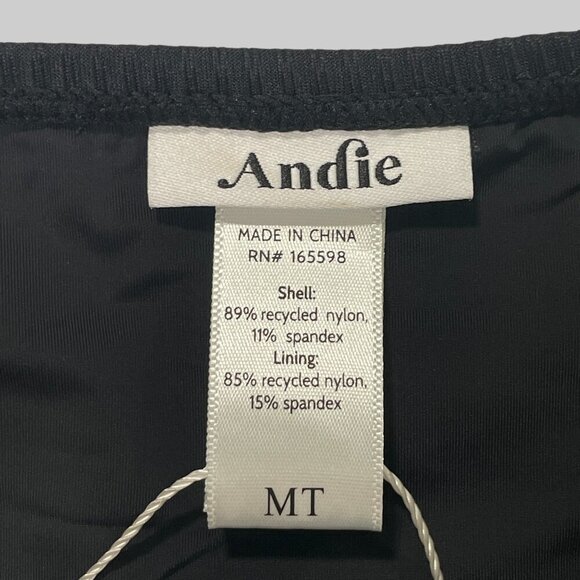 Andie
MADE IN CHINA
RN# 165598
Shell:
89% recycled nylon,
11% spandex
Lining:
85% recycled nylon,
15% spandex
MT